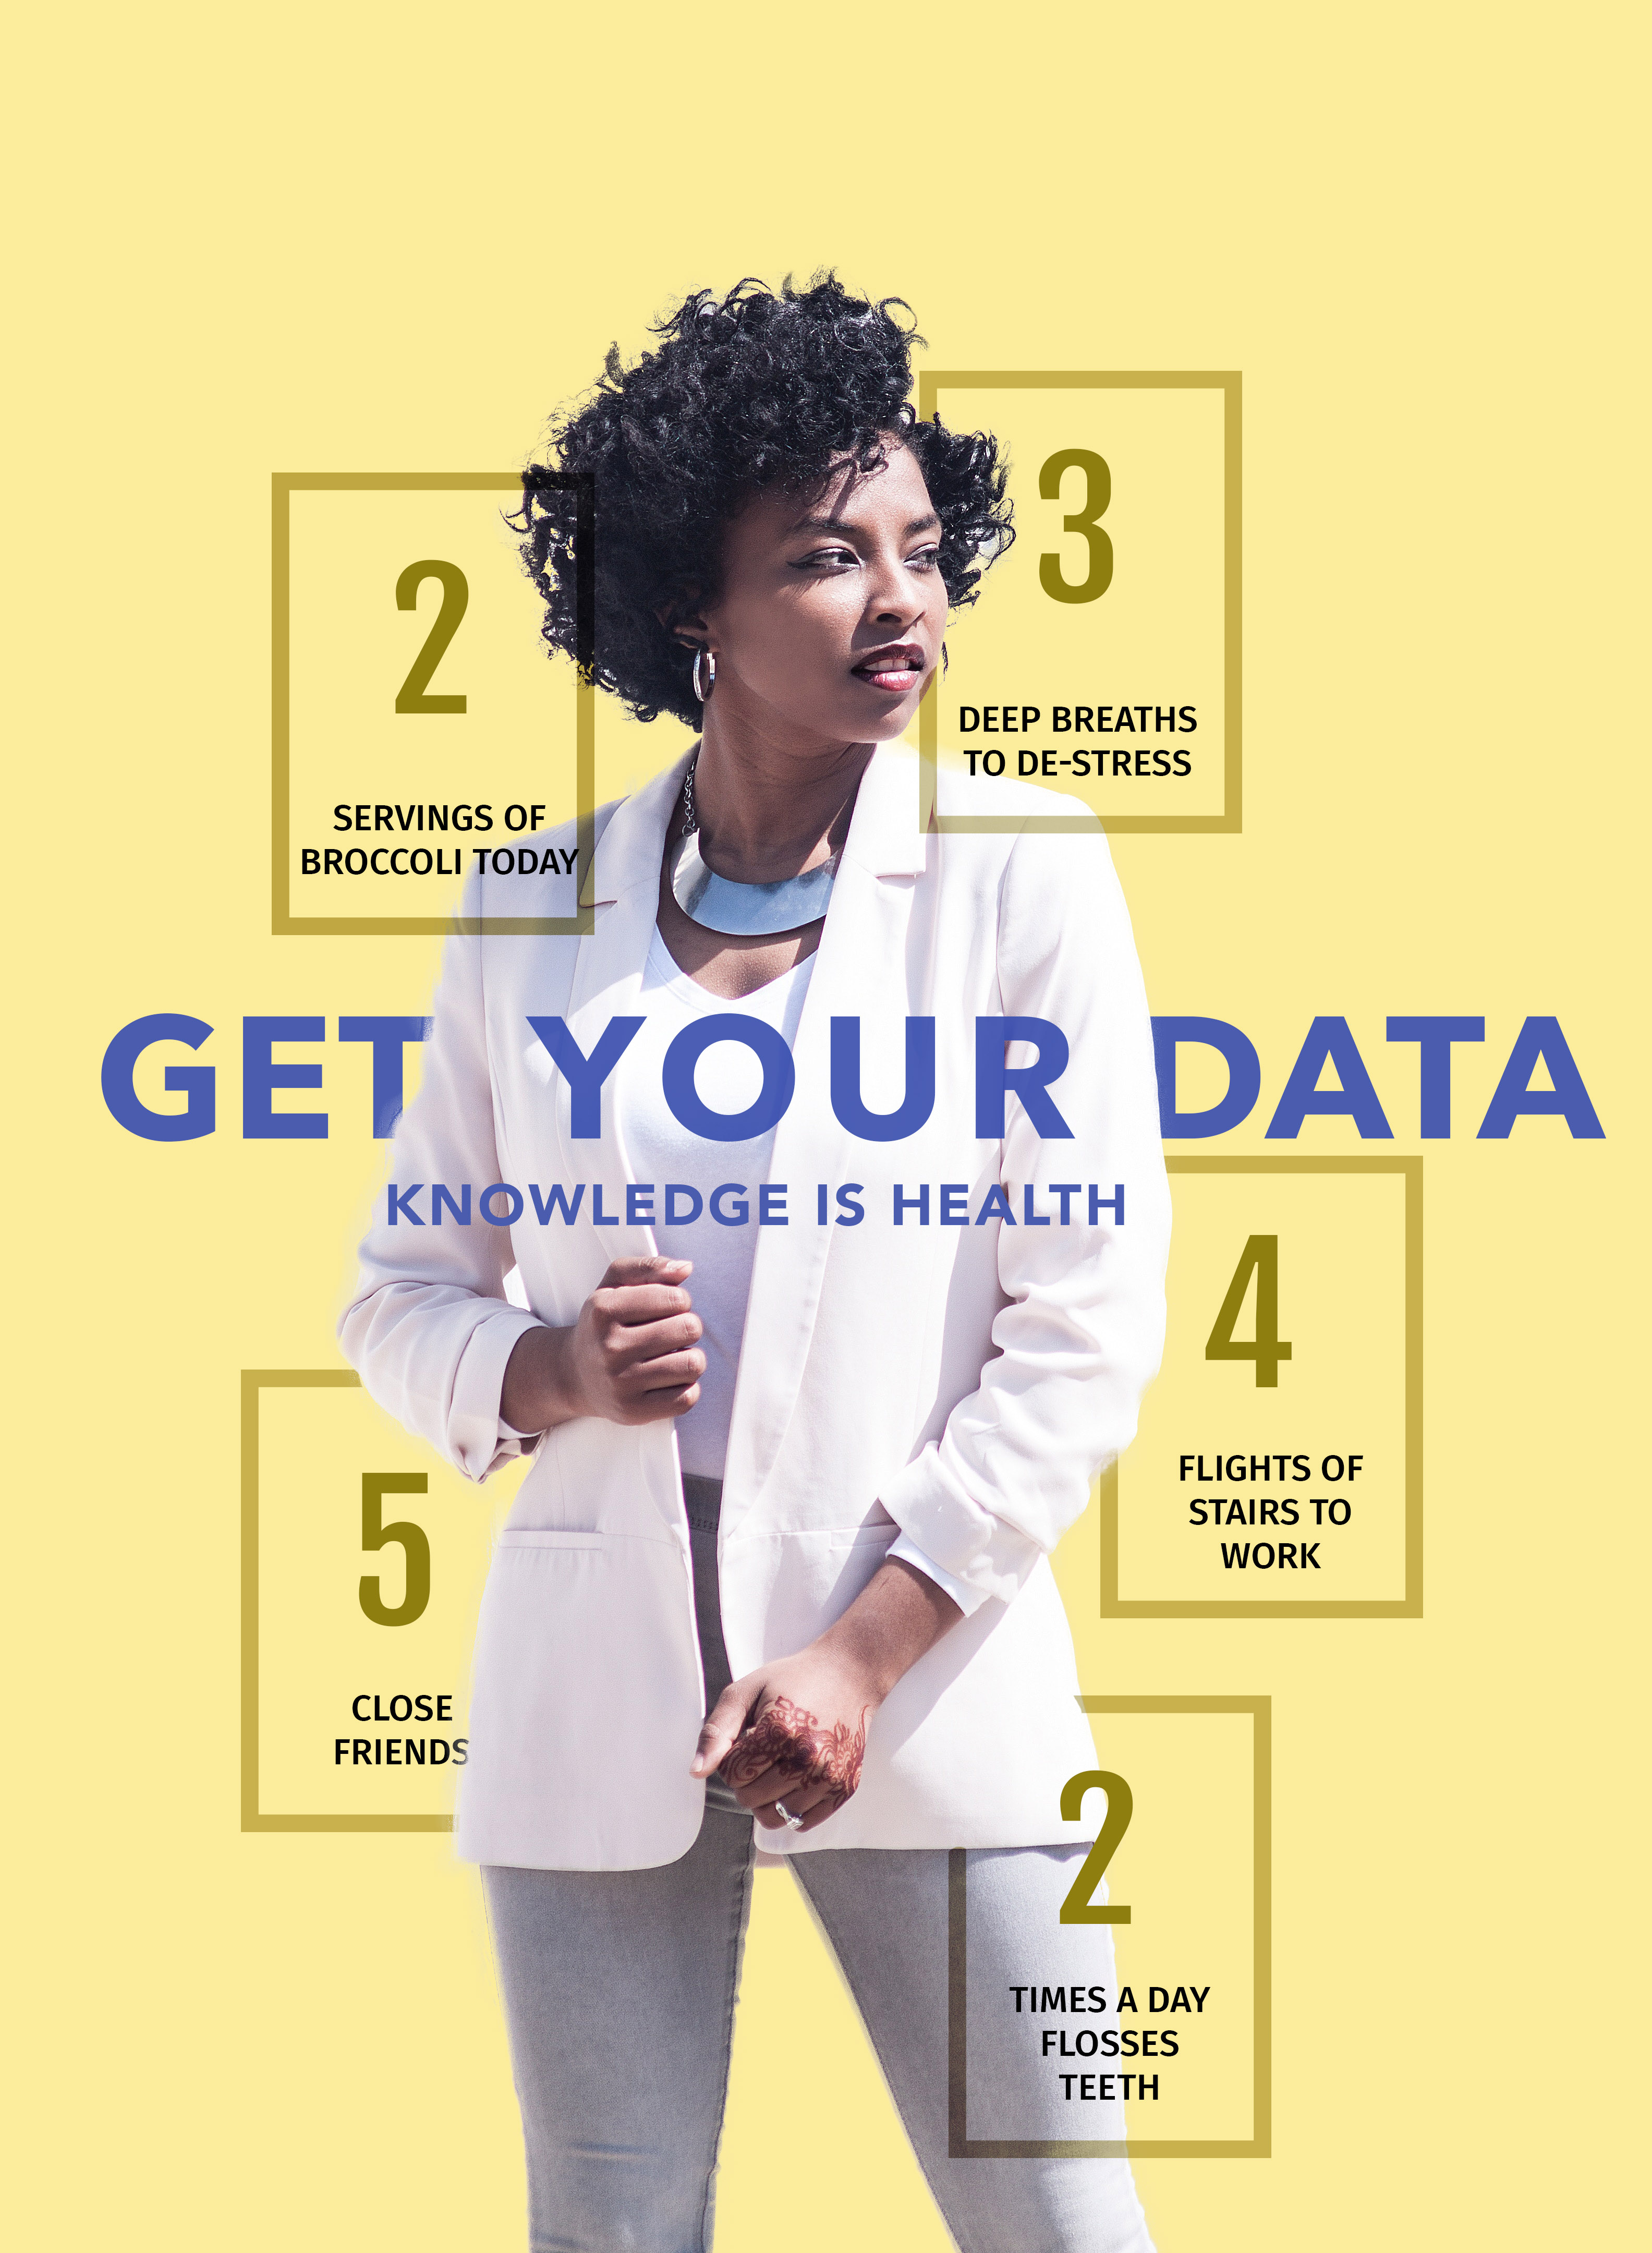 3
DEEP BREATHS
TO DE-STRESS
2
SERVINGS OF
BROCCOLI TODAY
GET YOUR DATA
KNOWLEDGE IS HEALTH
4
FLIGHTS OF
STAIRS TO
WORK
5
CLOSE
FRIENDS
2
TIMES A DAY
FLOSSES
TEETH